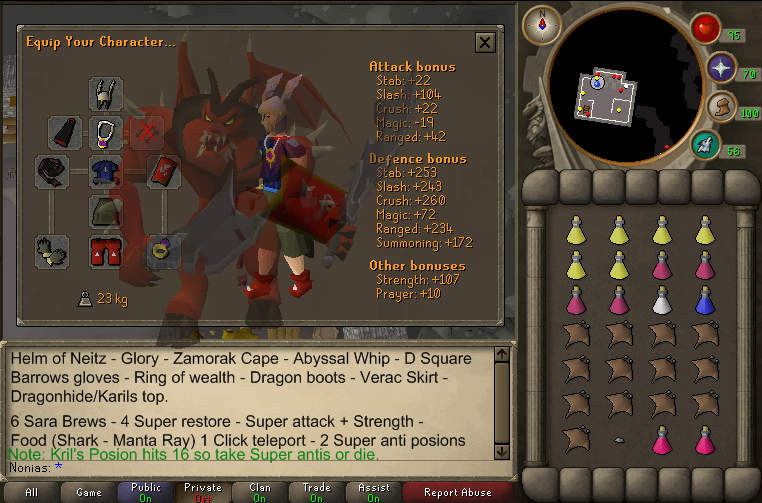 Equip Your Character...
Attack bonus
Stab: +22
Slash: +104
Crush: +22
Magic: -19
Ranged: +42
Defence bonus
Stab: +253
Slash: +243
Crush: +260
Magic: +72
Ranged: +234
Summoning: +172
Other bonuses
Strength: +107
Prayer: +10
23 kg
N
95
70
100
56
Helm of Neitz - Glory - Zamorak Cape - Abyssal Whip - D Square
Barrows gloves - Ring of wealth - Dragon boots - Verac Skirt -
Dragonhide/Karils top.
6 Sara Brews - 4 Super restore - Super attack + Strength -
Food (Shark - Manta Ray) 1 Click teleport - 2 Super anti posions
Note: Kril's Posion hits 16 so take Super antis or die.
Nonias: *
All
Game
Public
On
Private
Off
Clan
On
Trade
On
Assist
On
Report Abuse